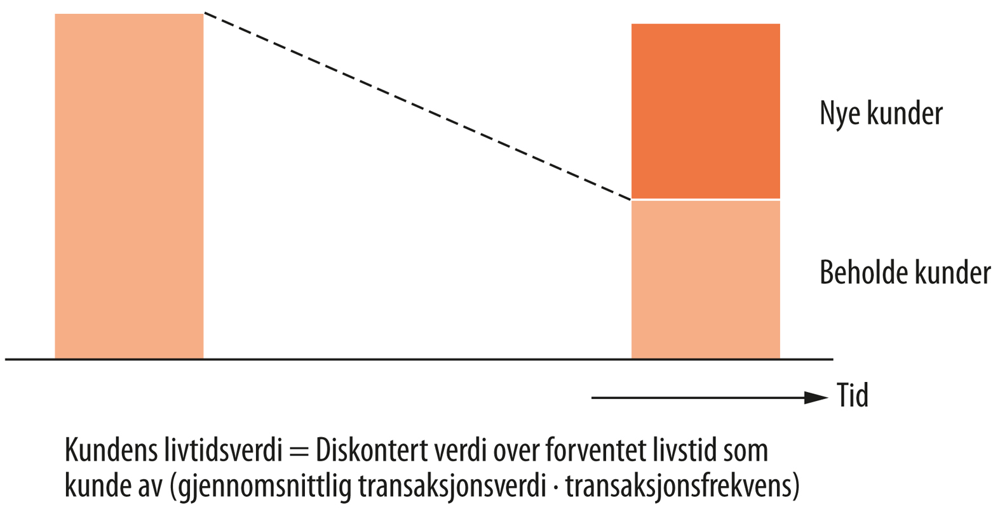 Nye kunder
Beholde kunder
Tid
Kundens livtidsverdi = Diskontert verdi over forventet livstid som
kunde av (gjennomsnittlig transaksjonsverdi · transaksjonsfrekvens)